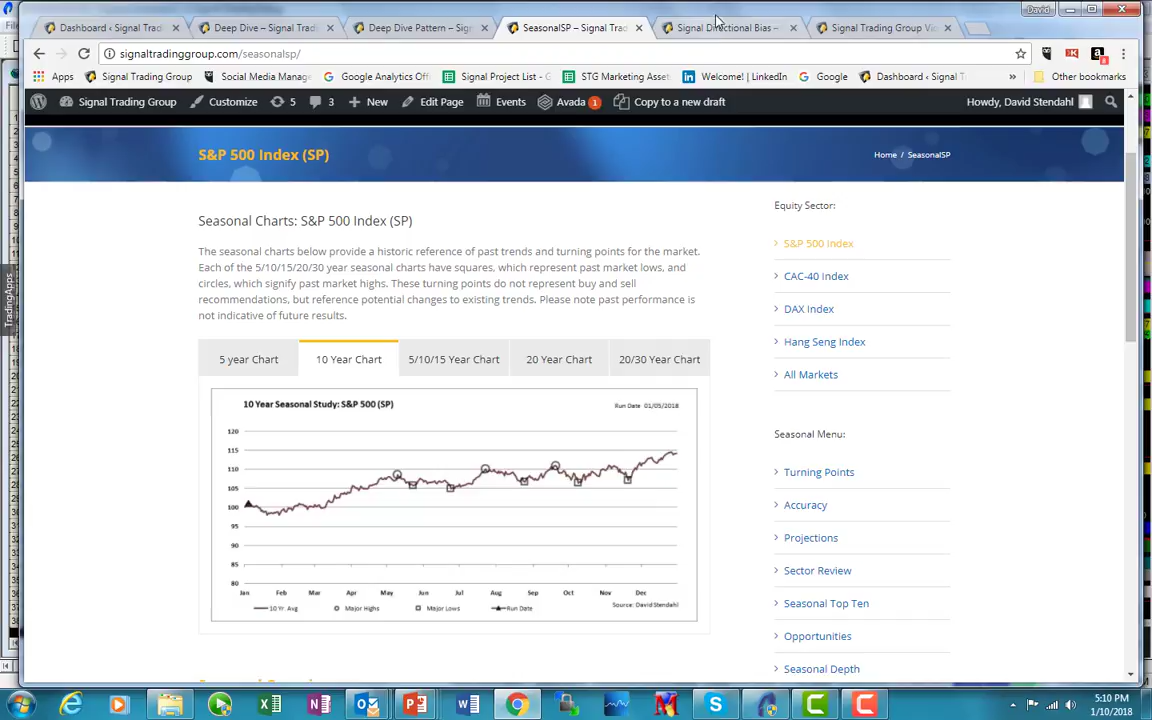 David
Dashboard ‹ Signal Tradi
Deep Dive – Signal Tradi
Deep Dive Pattern – Sign
SeasonalSP – Signal Trad
Signal Directional Bias –
Signal Trading Group Vi
signaltradinggroup.com/seasonalsp/
Apps
Signal Trading Group
Social Media Manage
Google Analytics Offi
Signal Project List - G
STG Marketing Asset
Welcome! | LinkedIn
Google
Dashboard ‹ Signal T
»
Other bookmarks
Signal Trading Group
Customize
5
3
New
Edit Page
Events
Avada 1
Copy to a new draft
Howdy, David Stendahl
S&P 500 Index (SP)
Home / SeasonalSP
Seasonal Charts: S&P 500 Index (SP)
The seasonal charts below provide a historic reference of past trends and turning points for the market.
Each of the 5/10/15/20/30 year seasonal charts have squares, which represent past market lows, and
circles, which signify past market highs. These turning points do not represent buy and sell
recommendations, but reference potential changes to existing trends. Please note past performance is
not indicative of future results.
5 year Chart
10 Year Chart
5/10/15 Year Chart
20 Year Chart
20/30 Year Chart
10 Year Seasonal Study: S&P 500 (SP)
Run Date 01/05/2018
120
115
110
105
100
95
90
85
80
Jan Feb Mar Apr May Jun Jul Aug Sep Oct Nov Dec
10 Yr. Avg Major Highs Major Lows Run Date
Source: David Stendahl
Equity Sector:
S&P 500 Index
CAC-40 Index
DAX Index
Hang Seng Index
All Markets
Seasonal Menu:
Turning Points
Accuracy
Projections
Sector Review
Seasonal Top Ten
Opportunities
Seasonal Depth
TradingApps
5:10 PM
1/10/2018